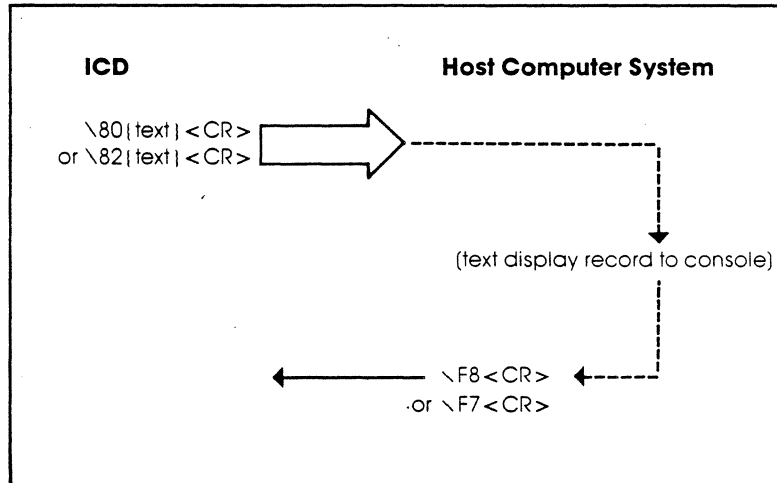 ICD
Host Computer System
\80{text}<CR>
or \82{text}<CR>
(text display record to console)
\F8<CR>
or \F7<CR>